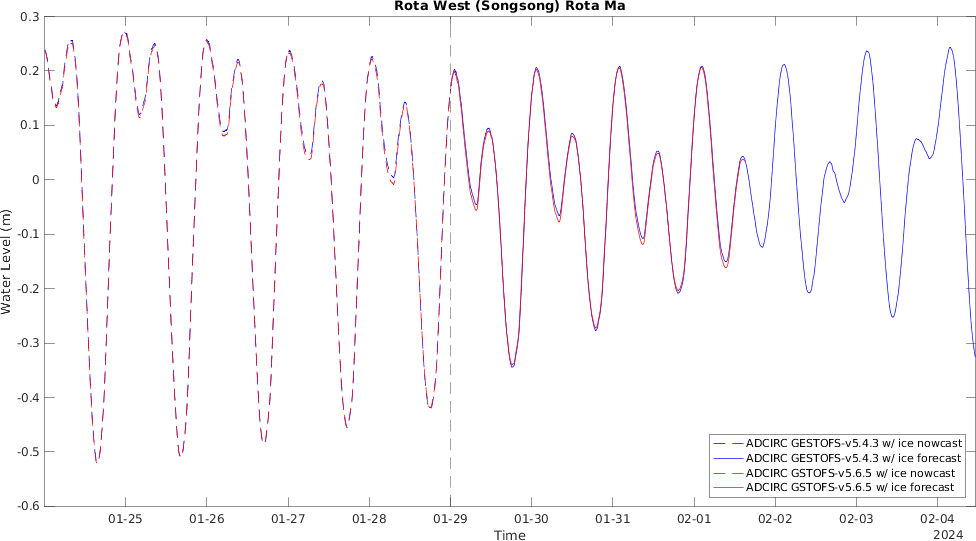 Rota West (Songsong) Rota Ma
Water Level (m)
0.3
0.2
0.1
0
-0.1
-0.2
-0.3
-0.4
-0.5
-0.6
ADCIRC GESTOFS-v5.4.3 w/ ice nowcast
ADCIRC GESTOFS-v5.4.3 w/ ice forecast
ADCIRC GSTOFS-v5.6.5 w/ ice nowcast
ADCIRC GSTOFS-v5.6.5 w/ ice forecast
01-25 01-26 01-27 01-28 01-29 01-30 01-31 02-01 02-02 02-03 02-04
Time
2024